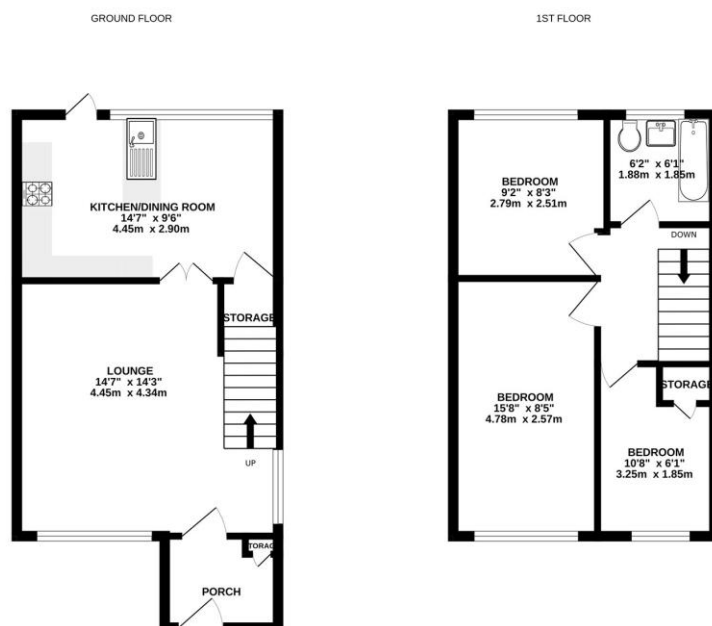 GROUND FLOOR
1ST FLOOR
KITCHEN/DINING ROOM
14'7" x 9'6"
4.45m x 2.90m
STORAGE
LOUNGE
14'7" x 14'3"
4.45m x 4.34m
UP
TORAG
PORCH
BEDROOM
9'2" x 8'3"
2.79m x 2.51m
6'2" x 6'1"
1.88m x 1.85m
DOWN
BEDROOM
15'8" x 8'5"
4.78m x 2.57m
STORAGE
BEDROOM
10'8" x 6'1"
3.25m x 1.85m